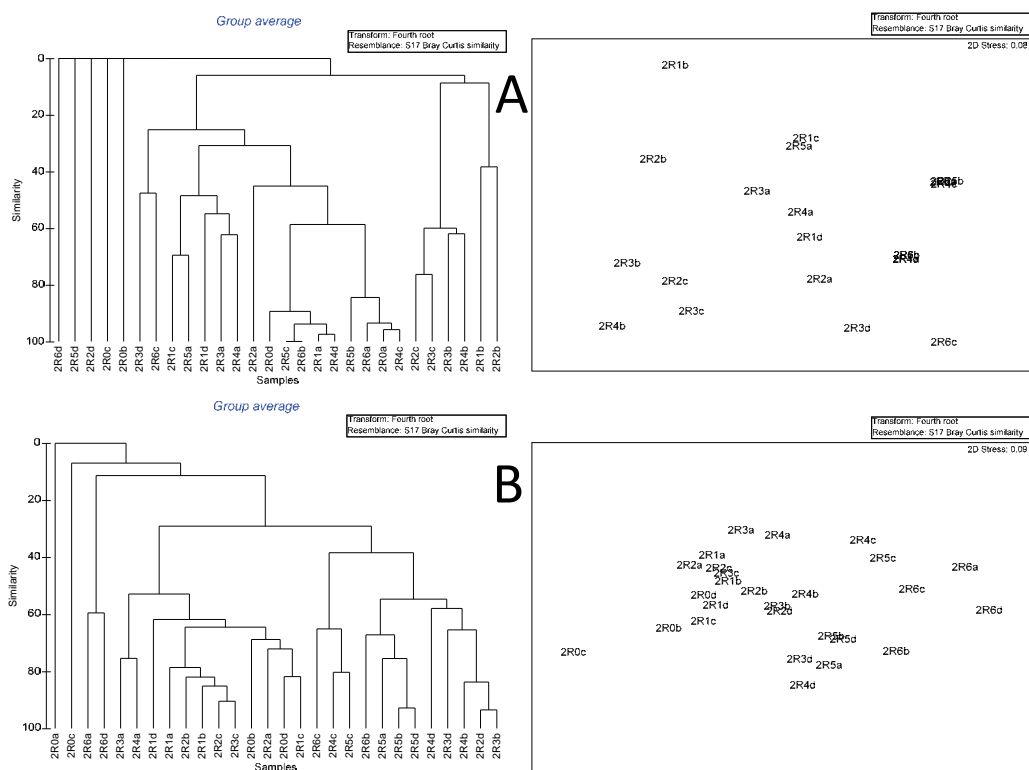 Group average
Transform: Fourth root
Resemblance: S17 Bray Curtis similarity
0
20
40
60
80
100
Similarity
2R6d 2R5d 2R2d 2R0c 2R0b 2R3d 2R6c 2R1c 2R5a 2R1d 2R3a 2R4a 2R2a 2R0d 2R5c 2R6b 2R1a 2R4d 2R5b 2R6a 2R0a 2R4c 2R2c 2R3c 2R3b 2R4b 2R1b 2R2b
Samples
A
Transform: Fourth root
Resemblance: S17 Bray Curtis similarity
2D Stress: 0.08
2R1b
2R1c
2R5a
2R2b
2R3a
2R4a
2R1d
2R3b
2R2c
2R2a
2R3c
2R4b
2R3d
2R6c
Group average
Transform: Fourth root
Resemblance: S17 Bray Curtis similarity
0
20
40
60
80
100
Similarity
2R0a 2R0c 2R6a 2R6d 2R3a 2R4a 2R1d 2R1a 2R2b 2R1b 2R2c 2R3c 2R0b 2R2a 2R0d 2R1c 2R6c 2R4c 2R5c 2R6b 2R5a 2R5b 2R5d 2R4d 2R3d 2R4b 2R2d 2R3b
Samples
B
Transform: Fourth root
Resemblance: S17 Bray Curtis similarity
2D Stress: 0.09
2R3a
2R4a
2R4c
2R1a
2R5c
2R2a
2R2c
2R6a
2R3c
2R1b
2R2b
2R6c
2R0d
2R4b
2R1d
2R3b
2R2d
2R6d
2R1c
2R0b
2R5b
2R5d
2R0c
2R6b
2R3d
2R5a
2R4d